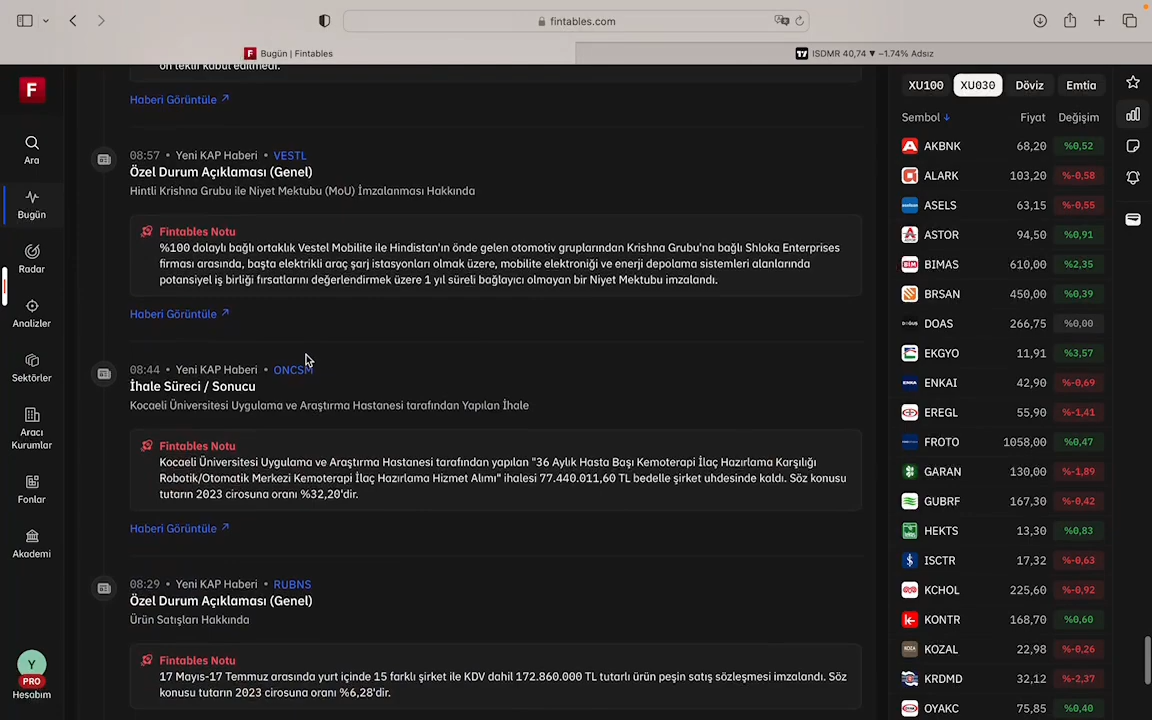 fintables.com
F Bugün | Fintables
ISDMR 40,74 ▼ −1.74% Adsız
F
Ara
Bugün
Radar
Analizler
Sektörler
Aracı
Kurumlar
Fonlar
Akademi
Y
PRO
Hesabım
ön teklif kabul edilmedi.
Haberi Görüntüle ↗
08:57 • Yeni KAP Haberi • VESTL
Özel Durum Açıklaması (Genel)
Hintli Krishna Grubu ile Niyet Mektubu (MoU) İmzalanması Hakkında
Fintables Notu
%100 dolaylı bağlı ortaklık Vestel Mobilite ile Hindistan'ın önde gelen otomotiv gruplarından Krishna Grubu'na bağlı Shloka Enterprises
firması arasında, başta elektrikli araç şarj istasyonları olmak üzere, mobilite elektroniği ve enerji depolama sistemleri alanlarında
potansiyel iş birliği fırsatlarını değerlendirmek üzere 1 yıl süreli bağlayıcı olmayan bir Niyet Mektubu imzalandı.
Haberi Görüntüle ↗
08:44 • Yeni KAP Haberi • ONCSM
İhale Süreci / Sonucu
Kocaeli Üniversitesi Uygulama ve Araştırma Hastanesi tarafından Yapılan İhale
Fintables Notu
Kocaeli Üniversitesi Uygulama ve Araştırma Hastanesi tarafından yapılan "36 Aylık Hasta Başı Kemoterapi İlaç Hazırlama Karşılığı
Robotik/Otomatik Merkezi Kemoterapi İlaç Hazırlama Hizmet Alımı" ihalesi 77.440.011,60 TL bedelle şirket uhdesinde kaldı. Söz konusu
tutarın 2023 cirosuna oranı %32,20'dir.
Haberi Görüntüle ↗
08:29 • Yeni KAP Haberi • RUBNS
Özel Durum Açıklaması (Genel)
Ürün Satışları Hakkında
Fintables Notu
17 Mayıs-17 Temmuz arasında yurt içinde 15 farklı şirket ile KDV dahil 172.860.000 TL tutarlı ürün peşin satış sözleşmesi imzalandı. Söz
konusu tutarın 2023 cirosuna oranı %6,28'dir.
XU100 XU030 Döviz Emtia
Sembol ↓ Fiyat Değişim
AKBNK 68,20 %0,52
ALARK 103,20 %-0,58
ASELS 63,15 %-0,55
ASTOR 94,50 %0,91
BIMAS 610,00 %2,35
BRSAN 450,00 %0,39
DOAS 266,75 %0,00
EKGYO 11,91 %3,57
ENKAI 42,90 %-0,69
EREGL 55,90 %-1,41
FROTO 1058,00 %0,47
GARAN 130,00 %-1,89
GUBRF 167,30 %-0,42
HEKTS 13,30 %0,83
ISCTR 17,32 %-0,63
KCHOL 225,60 %-0,92
KONTR 168,70 %0,60
KOZAL 22,98 %-0,26
KRDMD 32,12 %-2,37
OYAKC 75,85 %0,40